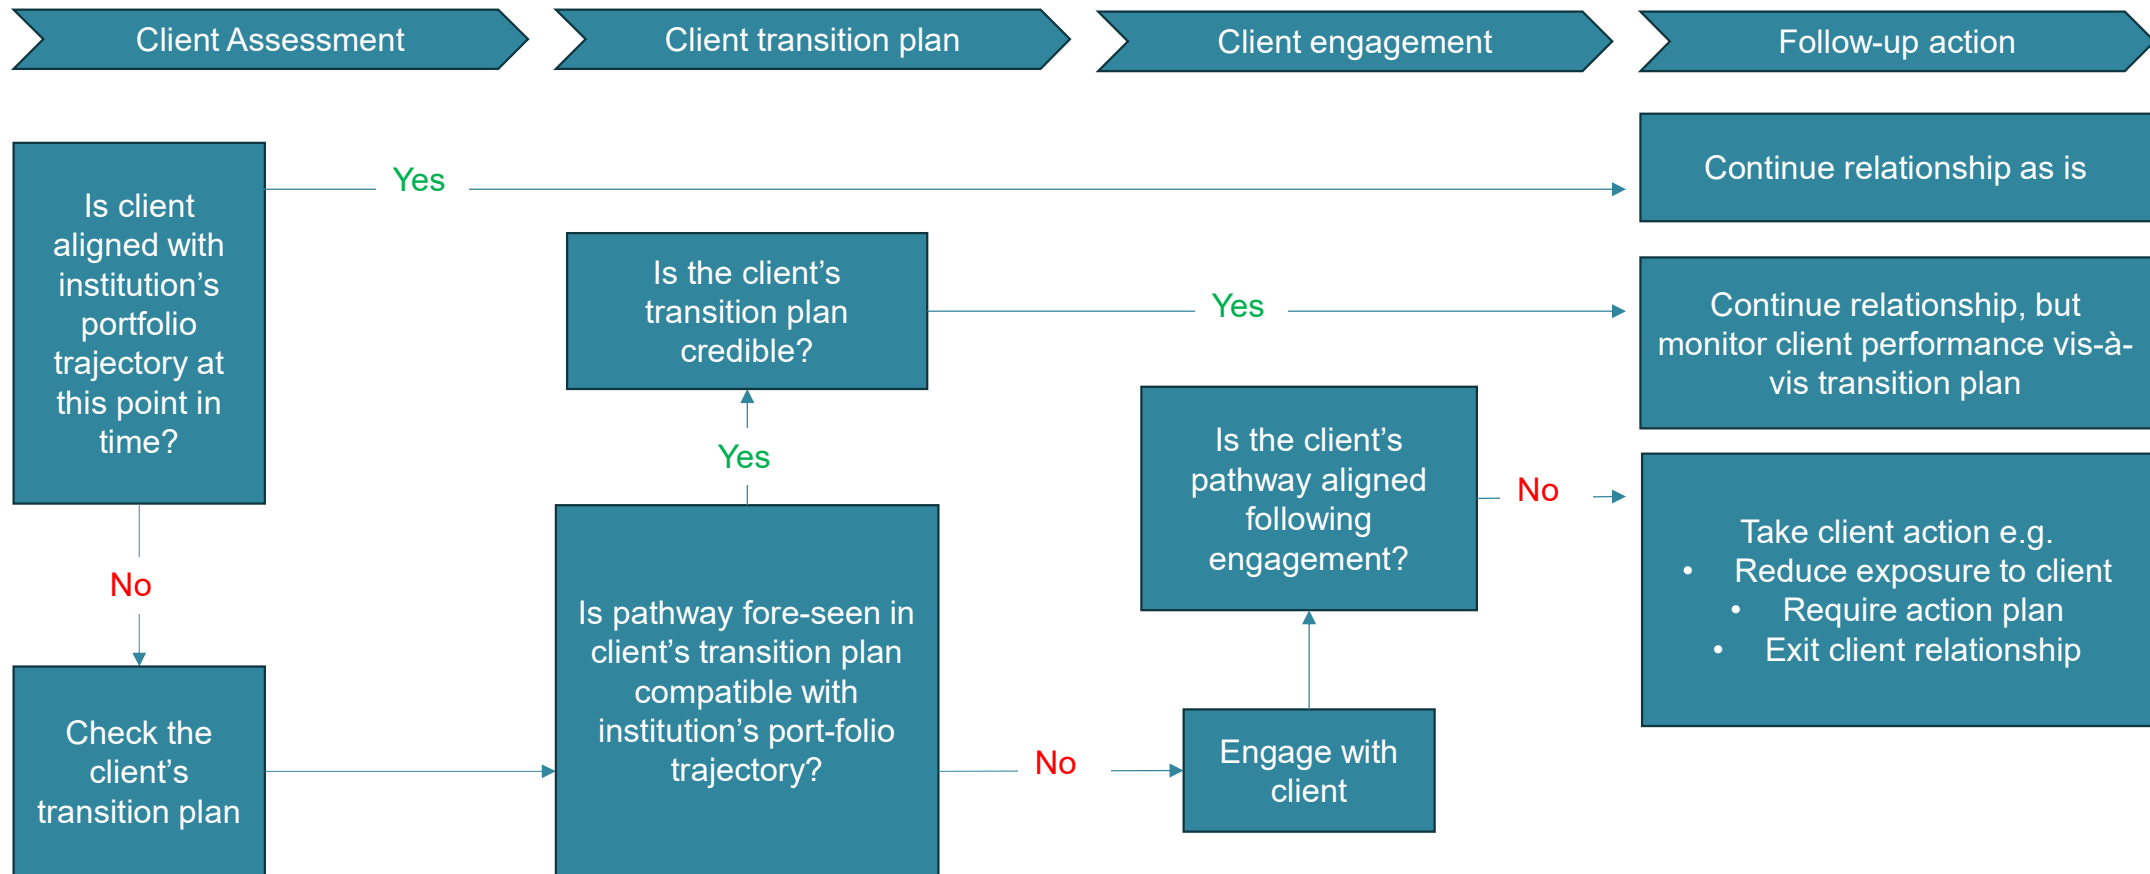 Client Assessment
Client transition plan
Client engagement
Follow-up action
Is client
aligned with
institution’s
portfolio
trajectory at
this point in
time?
Yes
Continue relationship as is
No
Check the
client’s
transition plan
Is the client’s
transition plan
credible?
Yes
Continue relationship, but
monitor client performance vis-à-
vis transition plan
Yes
Is pathway fore-seen in
client’s transition plan
compatible with
institution’s port-folio
trajectory?
No
Engage with
client
Is the client’s
pathway aligned
following
engagement?
No
Take client action e.g.
• Reduce exposure to client
• Require action plan
• Exit client relationship